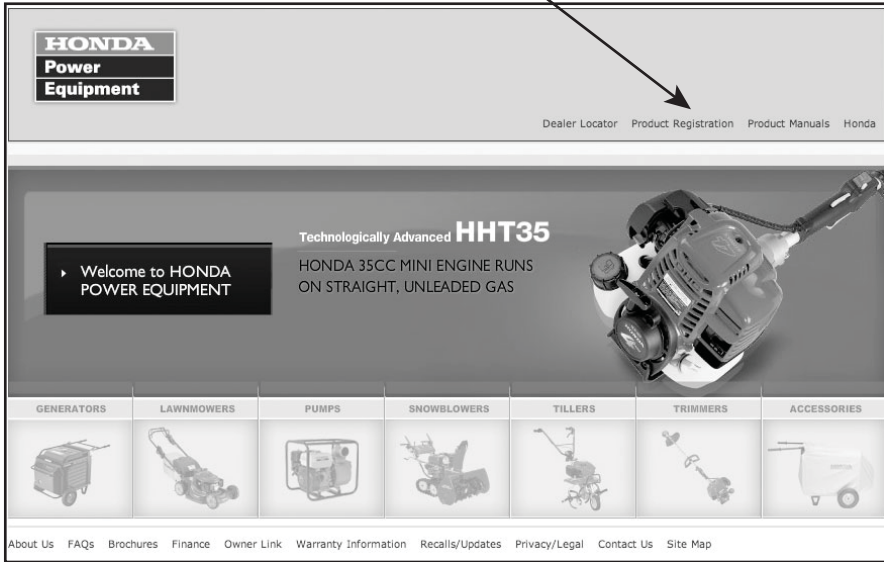 HONDA
Power
Equipment
Dealer Locator Product Registration Product Manuals Honda
Technologically Advanced HHT35
Welcome to HONDA
POWER EQUIPMENT
HONDA 35CC MINI ENGINE RUNS
ON STRAIGHT, UNLEADED GAS
GENERATORS LAWNMOWERS PUMPS SNOWBLOWERS TILLERS TRIMMERS ACCESSORIES
About Us FAQs Brochures Finance Owner Link Warranty Information Recalls/Updates Privacy/Legal Contact Us Site Map